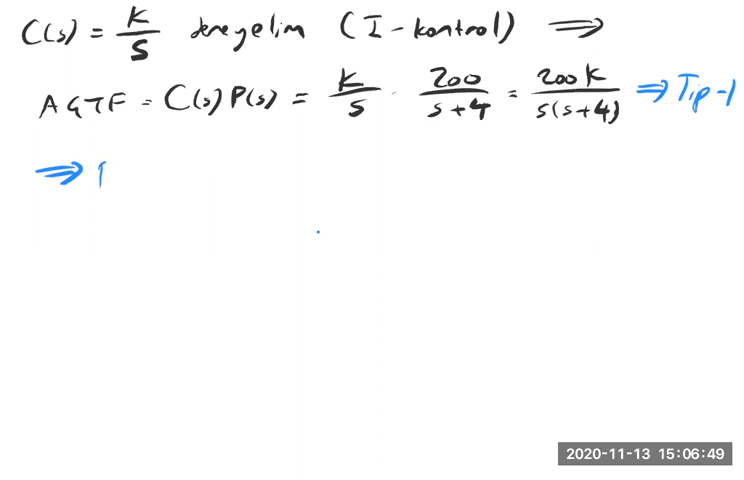 C(s) = K/s deneyelim (I - kontrol) ⇒
AGTF = C(s) P(s) = K/s · 200/(s+4) = 200K/(s(s+4)) ⇒ Tip-1
⇒
2020-11-13 15:06:49